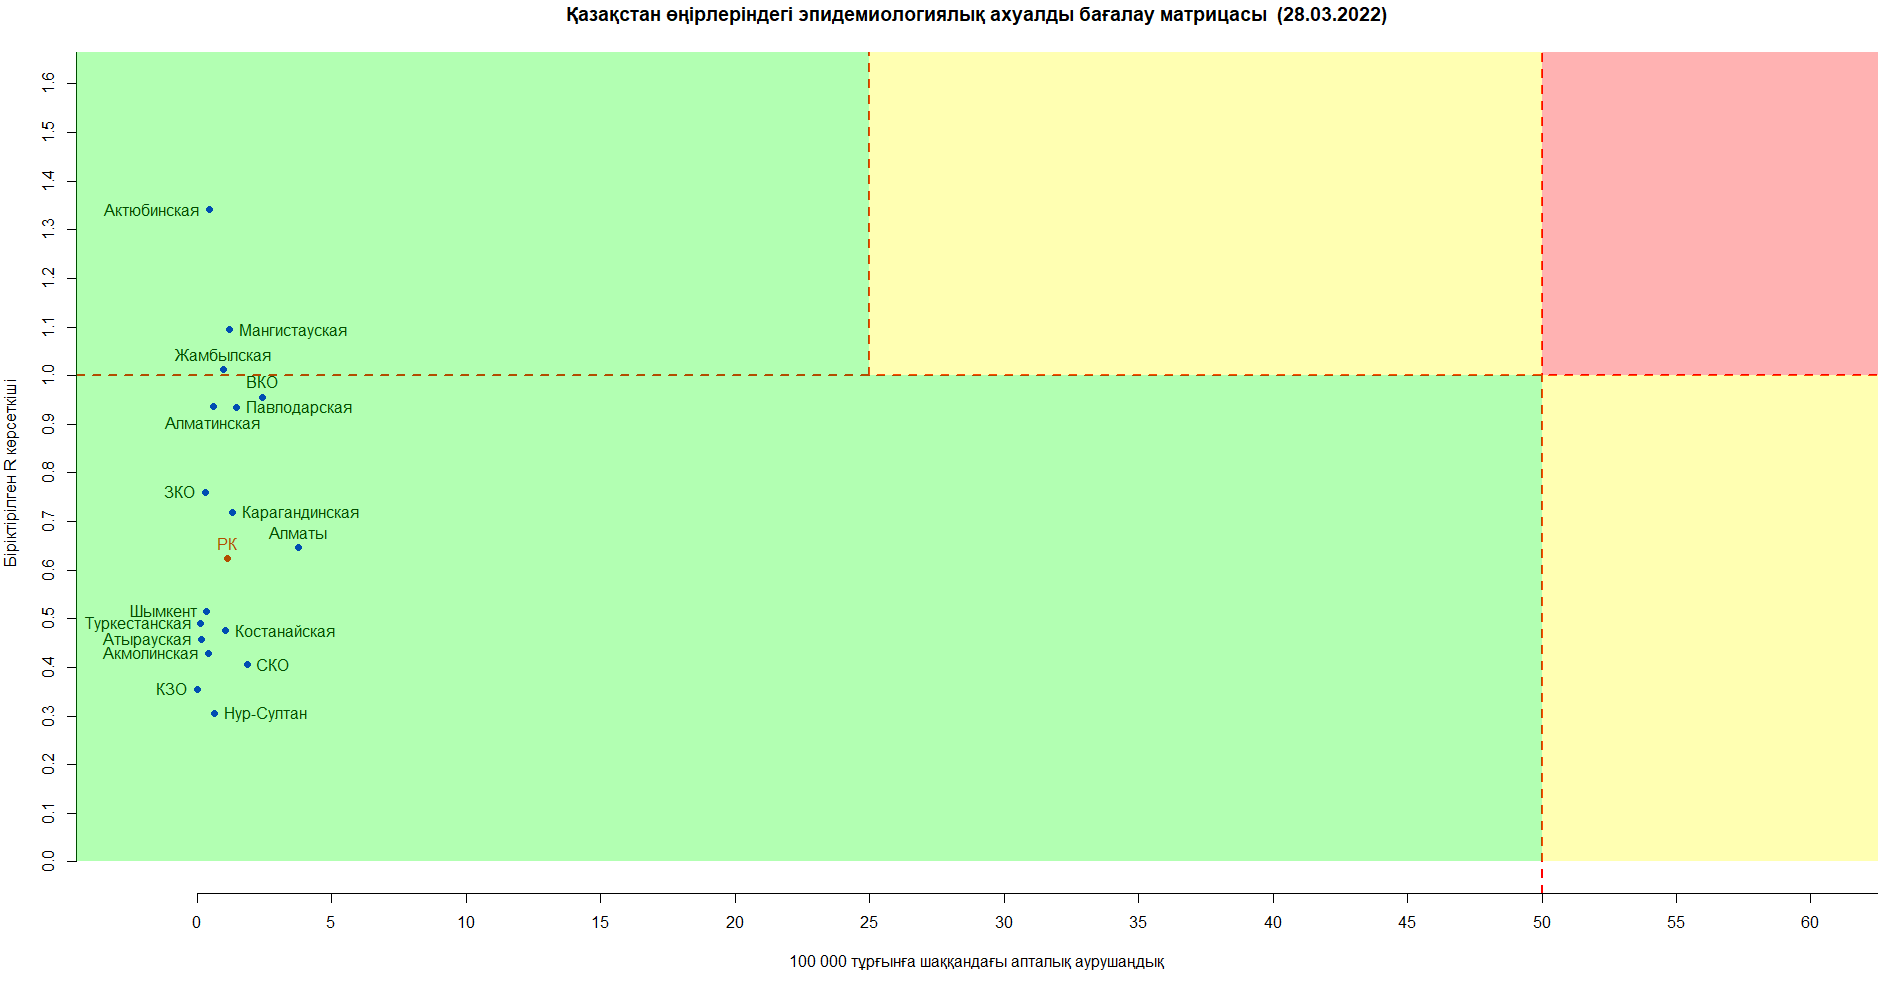 Қазақстан өңірлеріндегі эпидемиологиялық ахуалды бағалау матрицасы (28.03.2022)
Біріктірілген R көрсеткіші
1.6
1.5
1.4
1.3
1.2
1.1
1.0
0.9
0.8
0.7
0.6
0.5
0.4
0.3
0.2
0.1
0.0
Актюбинская
Мангистауская
Жамбылская
ВКО
Павлодарская
Алматинская
ЗКО
Карагандинская
Алматы
РК
Шымкент
Туркестанская
Костанайская
Атырауская
Акмолинская
СКО
КЗО
Нур-Султан
0 5 10 15 20 25 30 35 40 45 50 55 60
100 000 тұрғынға шаққандағы апталық аурушаңдық